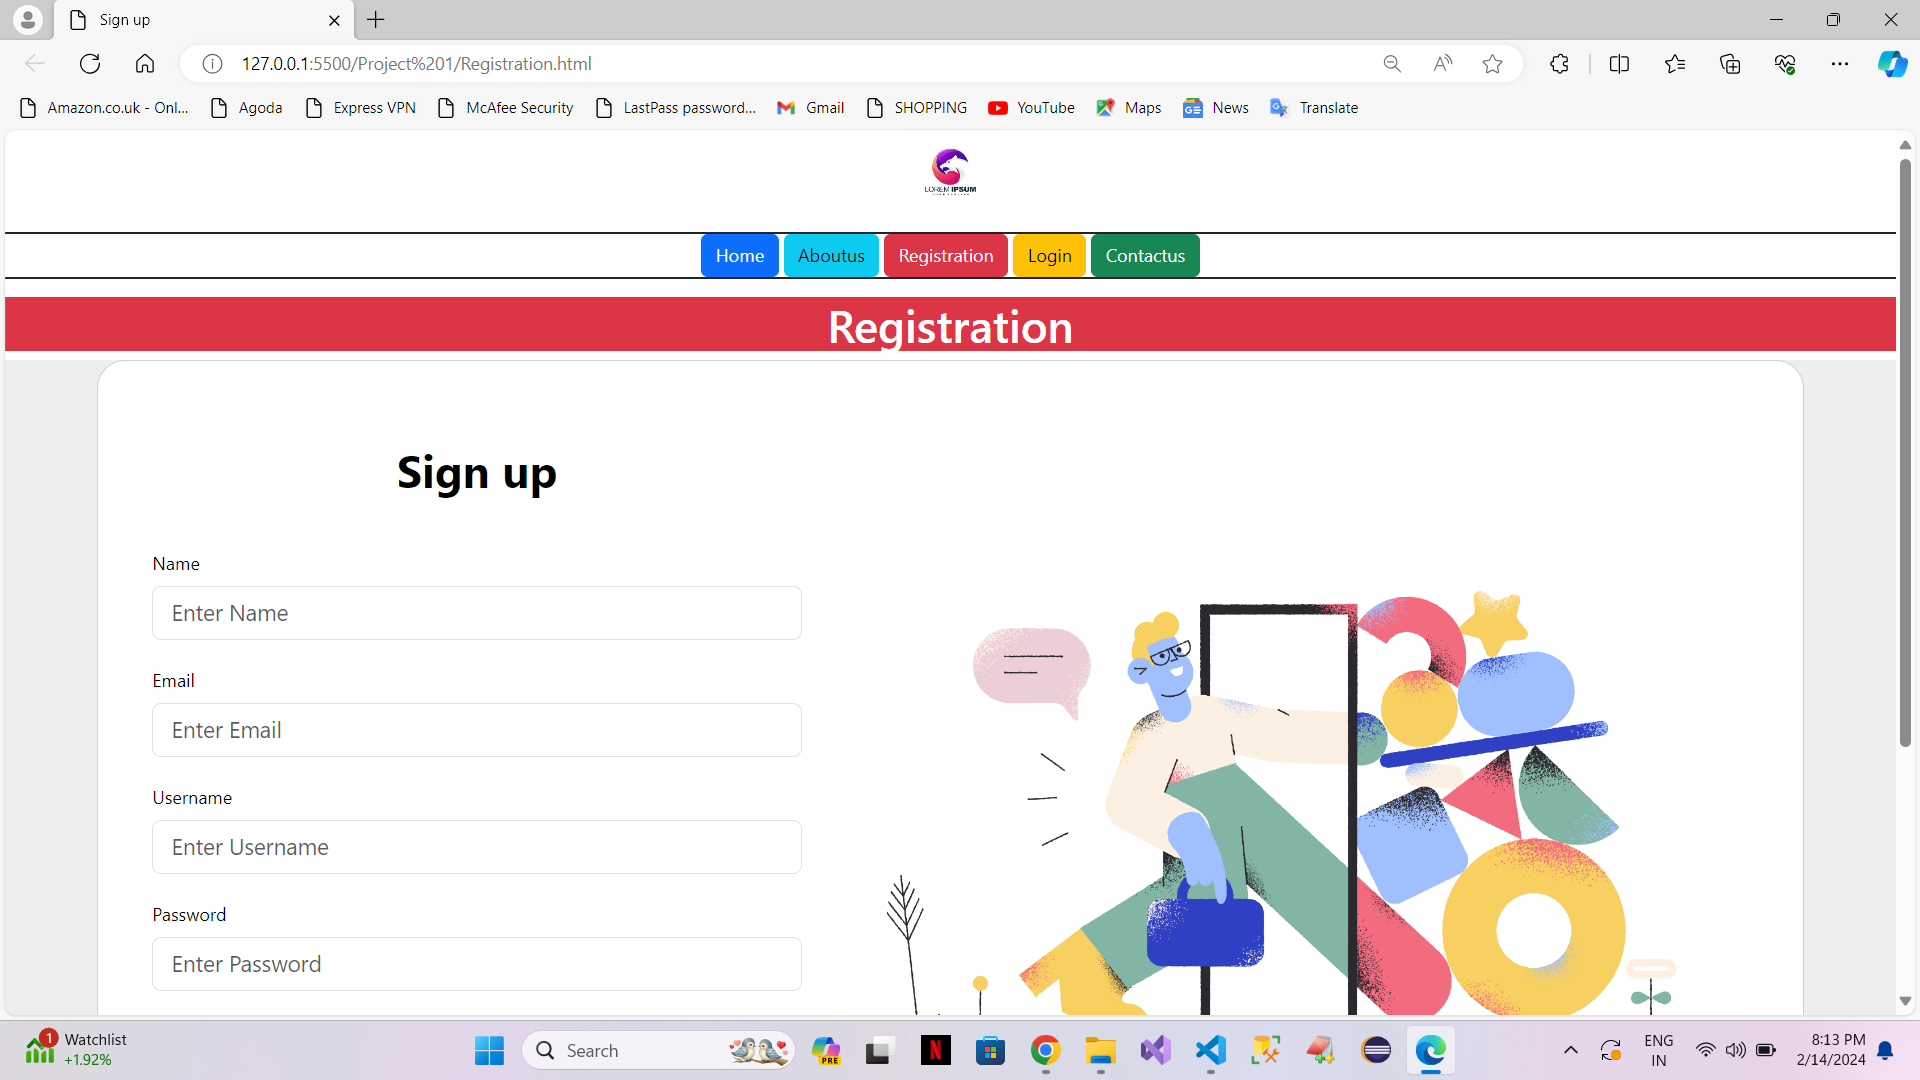 Sign up
127.0.0.1:5500/Project%201/Registration.html
Amazon.co.uk - Onl...
Agoda
Express VPN
McAfee Security
LastPass password...
Gmail
SHOPPING
YouTube
Maps
News
Translate
LOREM IPSUM
Home
Aboutus
Registration
Login
Contactus
Registration
Sign up
Name
Enter Name
Email
Enter Email
Username
Enter Username
Password
Enter Password
1
Watchlist
+1.92%
Search
PRE
N
ENG
IN
8:13 PM
2/14/2024